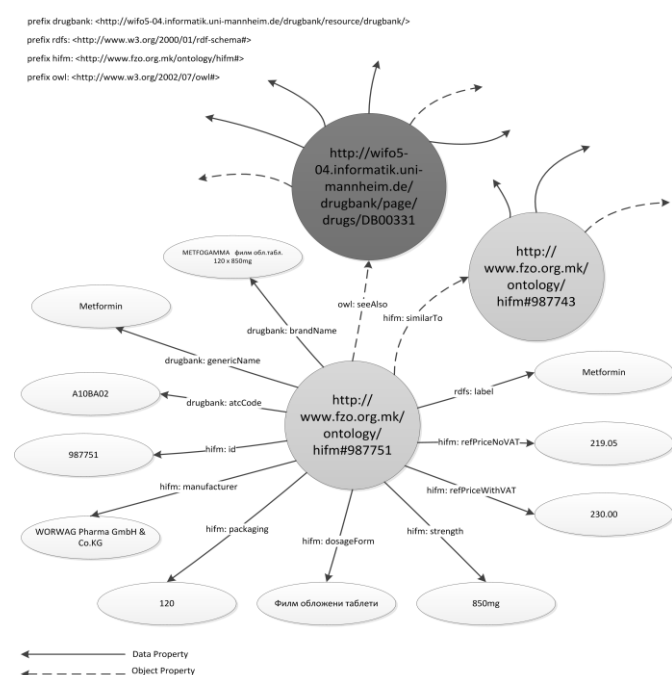 prefix drugbank: <http://wifo5-04.informatik.uni-mannheim.de/drugbank/resource/drugbank/>
prefix rdfs: <http://www.w3.org/2000/01/rdf-schema#>
prefix hifm: <http://www.fzo.org.mk/ontology/hifm#>
prefix owl: <http://www.w3.org/2002/07/owl#>
http://wifo5-
04.informatik.uni-
mannheim.de/
drugbank/page/
drugs/DB00331
METFOGAMMA филм обл.табл.
120 x 850mg
http://
www.fzo.org.mk/
ontology/
hifm#987743
owl: seeAlso
hifm: similarTo
Metformin
drugbank: brandName
drugbank: genericName
http://
www.fzo.org.mk/
ontology/
hifm#987751
Metformin
rdfs: label
A10BA02
drugbank: atcCode
987751
hifm: id
hifm: refPriceNoVAT
219.05
hifm: manufacturer
hifm: refPriceWithVAT
230.00
WORWAG Pharma GmbH &
Co.KG
hifm: packaging
hifm: dosageForm
hifm: strength
120
Филм обложени таблети
850mg
Data Property
Object Property